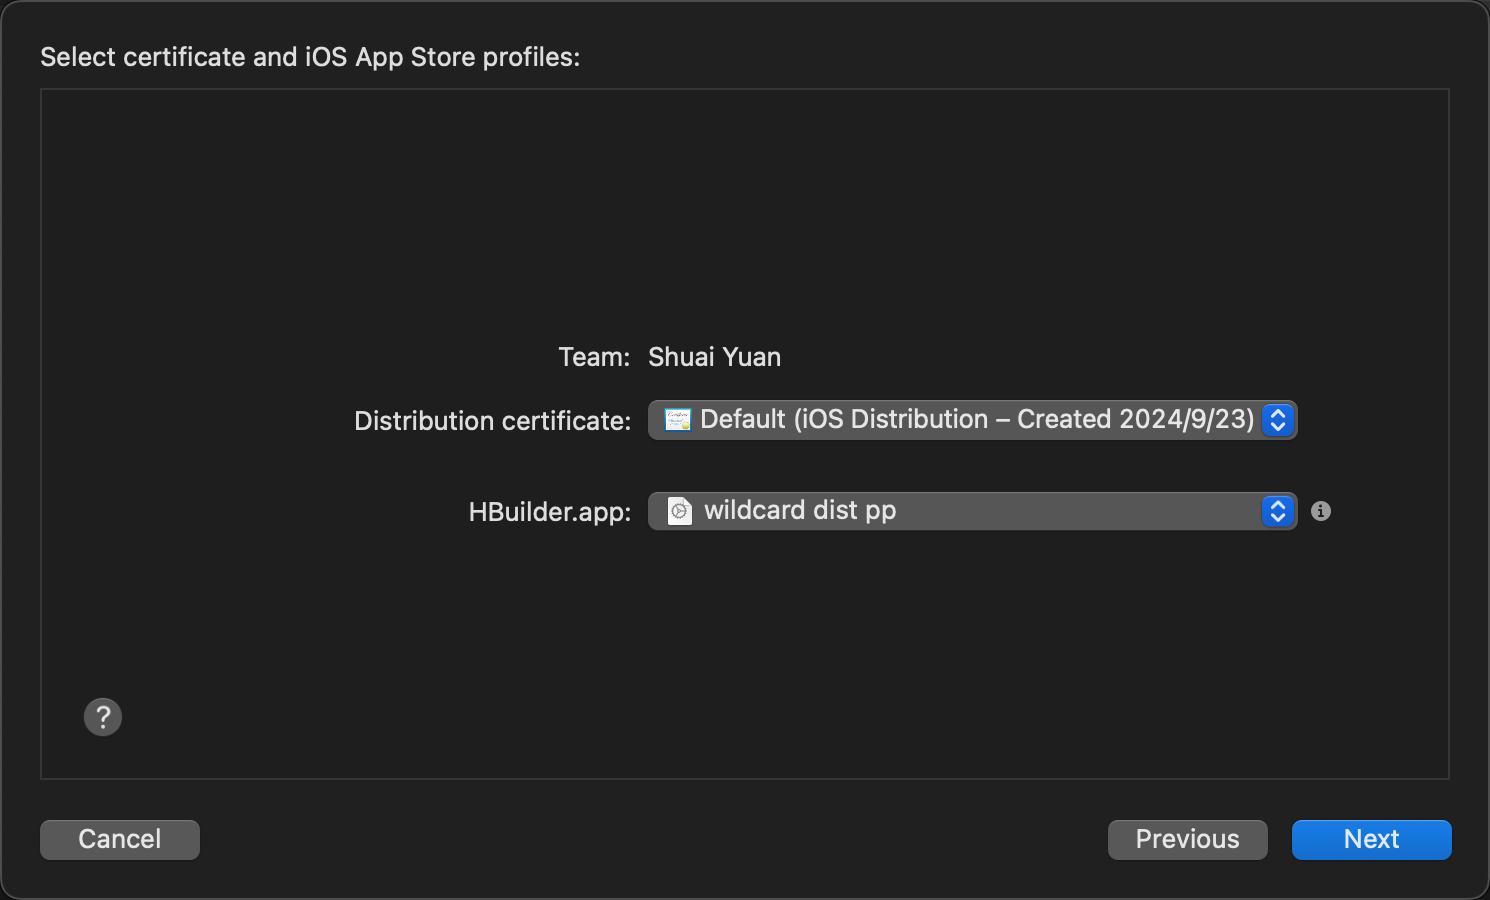 Select certificate and iOS App Store profiles:
Team: Shuai Yuan
Distribution certificate: Default (iOS Distribution – Created 2024/9/23)
HBuilder.app: wildcard dist pp
?
Cancel Previous Next